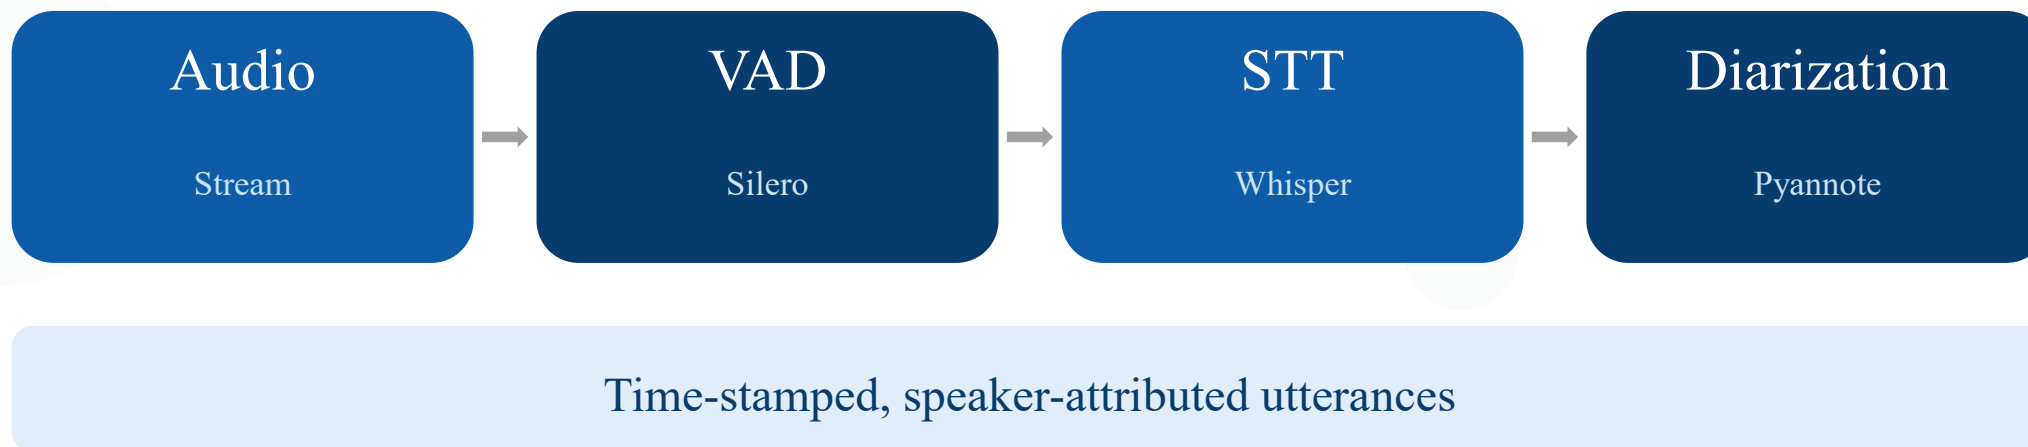 Audio
Stream
VAD
Silero
STT
Whisper
Diarization
Pyannote
Time-stamped, speaker-attributed utterances